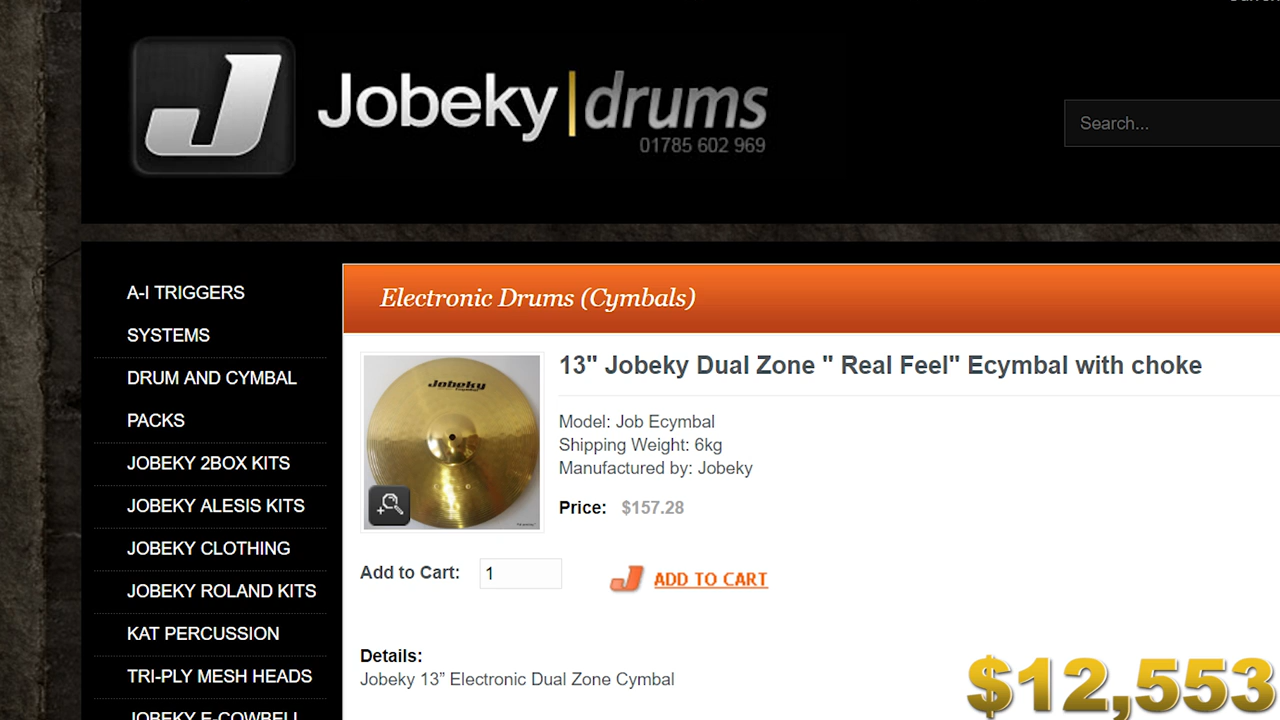 Jobeky drums
01785 602 969
Search...
A-I TRIGGERS
SYSTEMS
DRUM AND CYMBAL
PACKS
JOBEKY 2BOX KITS
JOBEKY ALESIS KITS
JOBEKY CLOTHING
JOBEKY ROLAND KITS
KAT PERCUSSION
TRI-PLY MESH HEADS
JOBEKY E-COWBELL
Electronic Drums (Cymbals)
Jobeky
13" Jobeky Dual Zone " Real Feel" Ecymbal with choke
Model: Job Ecymbal
Shipping Weight: 6kg
Manufactured by: Jobeky
Price: $157.28
Add to Cart: 1
ADD TO CART
Details:
Jobeky 13” Electronic Dual Zone Cymbal
$12,553